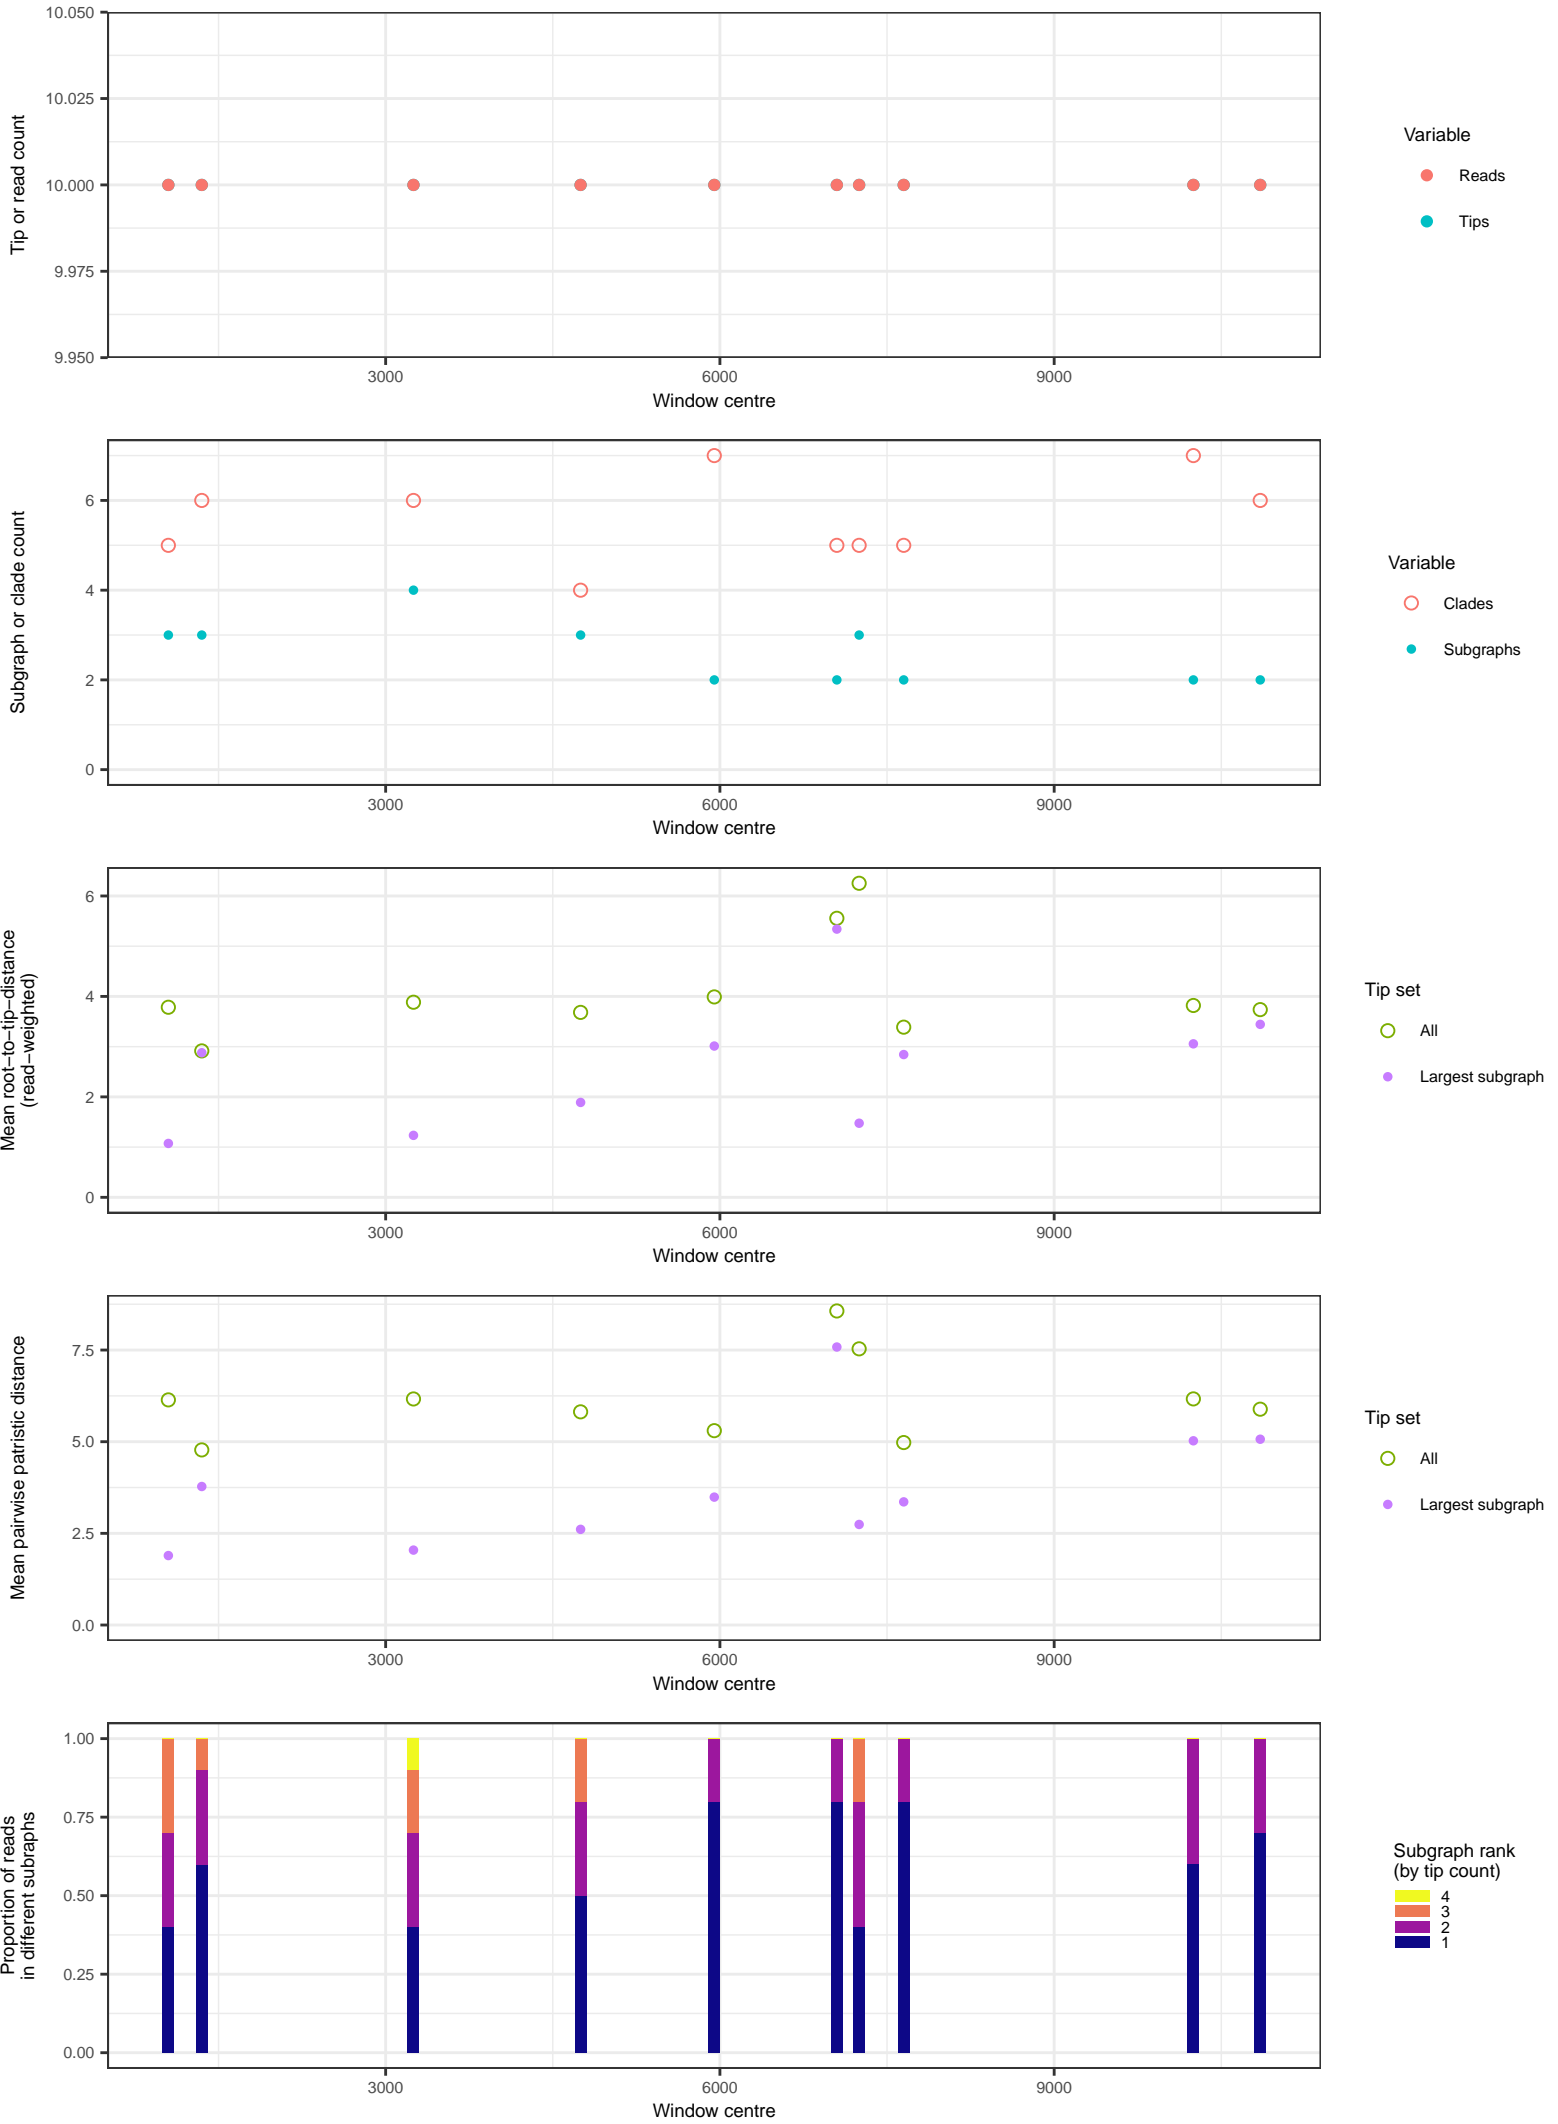 10.050
10.025
10.000
9.975
9.950
Tip or read count
3000 6000 9000
Window centre
Variable
Reads
Tips
6
4
2
0
Subgraph or clade count
3000 6000 9000
Window centre
Variable
Clades
Subgraphs
6
4
2
0
Mean root−to−tip−distance
(read−weighted)
3000 6000 9000
Window centre
Tip set
All
Largest subgraph
7.5
5.0
2.5
0.0
Mean pairwise patristic distance
3000 6000 9000
Window centre
Tip set
All
Largest subgraph
1.00
0.75
0.50
0.25
0.00
Proportion of reads
in different subraphs
3000 6000 9000
Window centre
Subgraph rank
(by tip count)
4
3
2
1